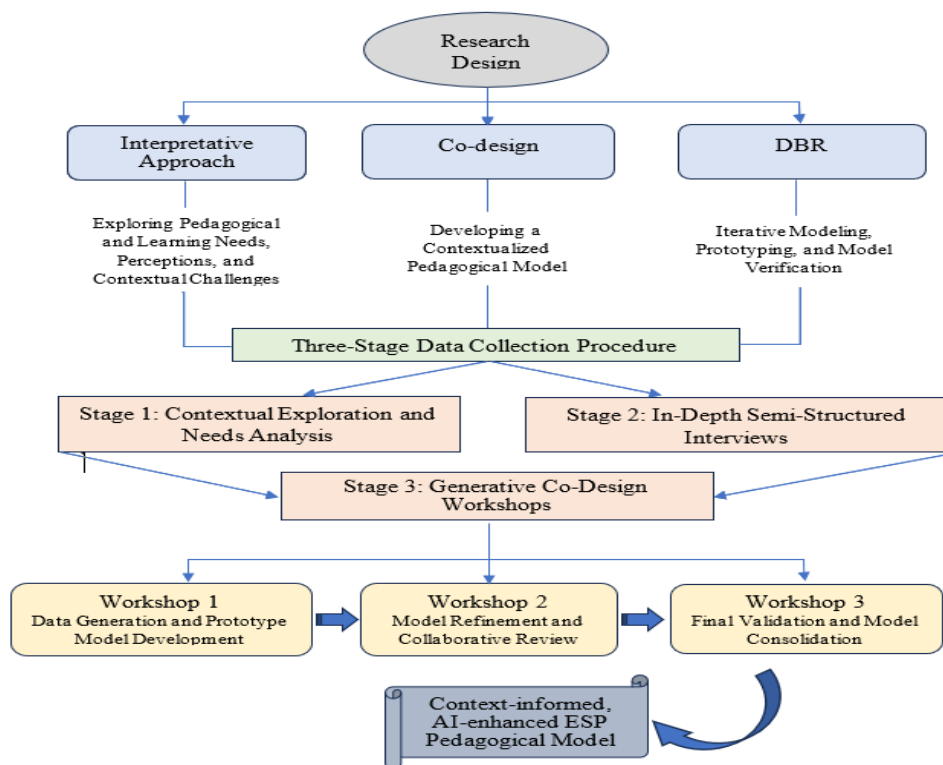 Research
Design
Interpretative
Approach
Co-design
DBR
Exploring Pedagogical
and Learning Needs,
Perceptions, and
Contextual Challenges
Developing a
Contextualized
Pedagogical Model
Iterative Modeling,
Prototyping, and Model
Verification
Three-Stage Data Collection Procedure
Stage 1: Contextual Exploration and
Needs Analysis
Stage 2: In-Depth Semi-Structured
Interviews
Stage 3: Generative Co-Design
Workshops
Workshop 1
Data Generation and Prototype
Model Development
Workshop 2
Model Refinement and
Collaborative Review
Workshop 3
Final Validation and Model
Consolidation
Context-informed,
AI-enhanced ESP
Pedagogical Model